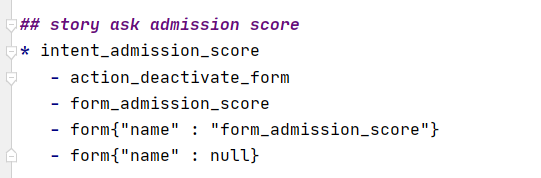 ## story ask admission score
* intent_admission_score
   - action_deactivate_form
   - form_admission_score
   - form{"name" : "form_admission_score"}
   - form{"name" : null}